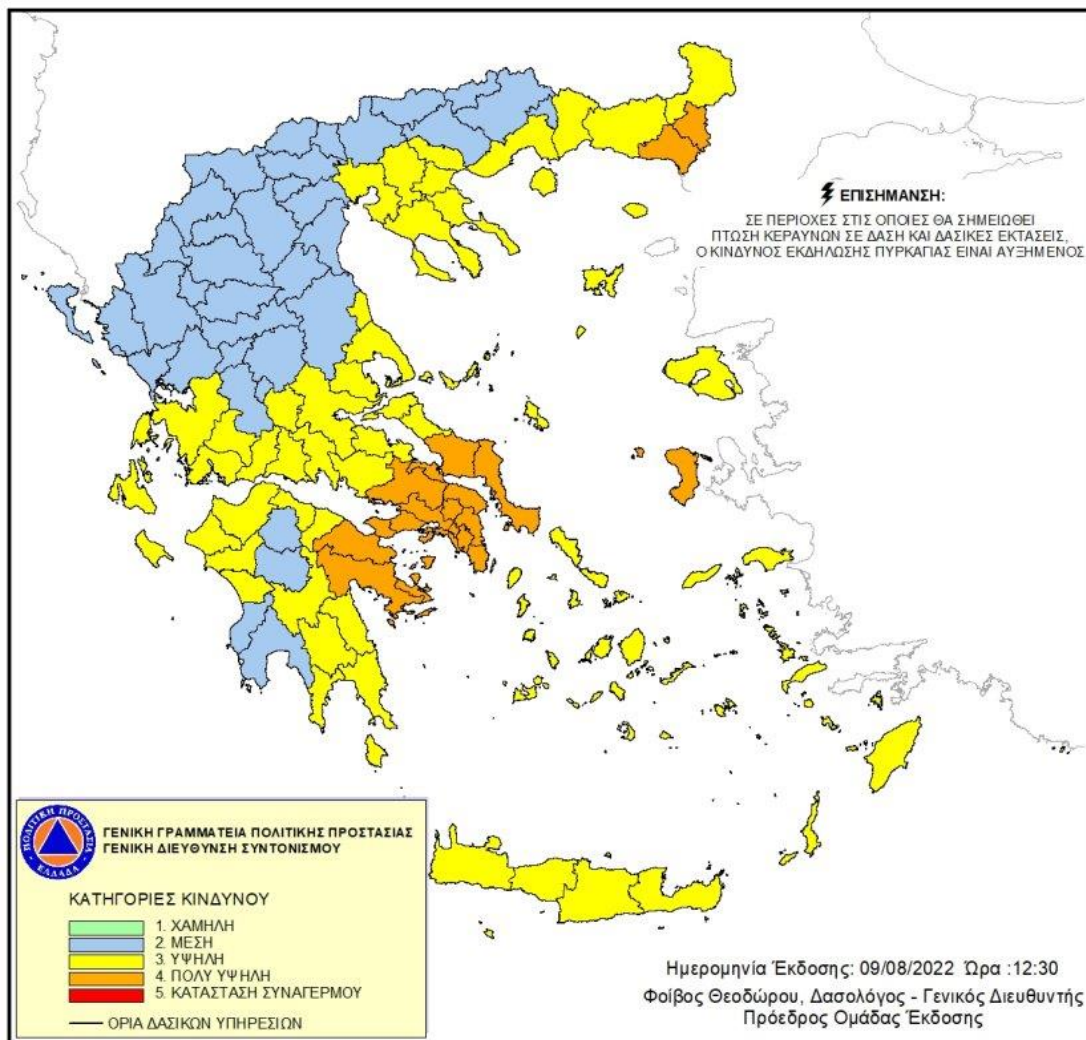 ΕΠΙΣΗΜΑΝΣΗ:
ΣΕ ΠΕΡΙΟΧΕΣ ΣΤΙΣ ΟΠΟΙΕΣ ΘΑ ΣΗΜΕΙΩΘΕΙ
ΠΤΩΣΗ ΚΕΡΑΥΝΩΝ ΣΕ ΔΑΣΗ ΚΑΙ ΔΑΣΙΚΕΣ ΕΚΤΑΣΕΙΣ,
Ο ΚΙΝΔΥΝΟΣ ΕΚΔΗΛΩΣΗΣ ΠΥΡΚΑΓΙΑΣ ΕΙΝΑΙ ΑΥΞΗΜΕΝΟΣ
ΠΟΛΙΤΙΚΗ ΠΡΟΣΤΑΣΙΑ
ΕΛΛΑΔΑ
ΓΕΝΙΚΗ ΓΡΑΜΜΑΤΕΙΑ ΠΟΛΙΤΙΚΗΣ ΠΡΟΣΤΑΣΙΑΣ
ΓΕΝΙΚΗ ΔΙΕΥΘΥΝΣΗ ΣΥΝΤΟΝΙΣΜΟΥ
ΚΑΤΗΓΟΡΙΕΣ ΚΙΝΔΥΝΟΥ
1. ΧΑΜΗΛΗ
2. ΜΕΣΗ
3. ΥΨΗΛΗ
4. ΠΟΛΥ ΥΨΗΛΗ
5. ΚΑΤΑΣΤΑΣΗ ΣΥΝΑΓΕΡΜΟΥ
ΟΡΙΑ ΔΑΣΙΚΩΝ ΥΠΗΡΕΣΙΩΝ
Ημερομηνία Έκδοσης: 09/08/2022 Ώρα :12:30
Φοίβος Θεοδώρου, Δασολόγος - Γενικός Διευθυντής
Πρόεδρος Ομάδας Έκδοσης